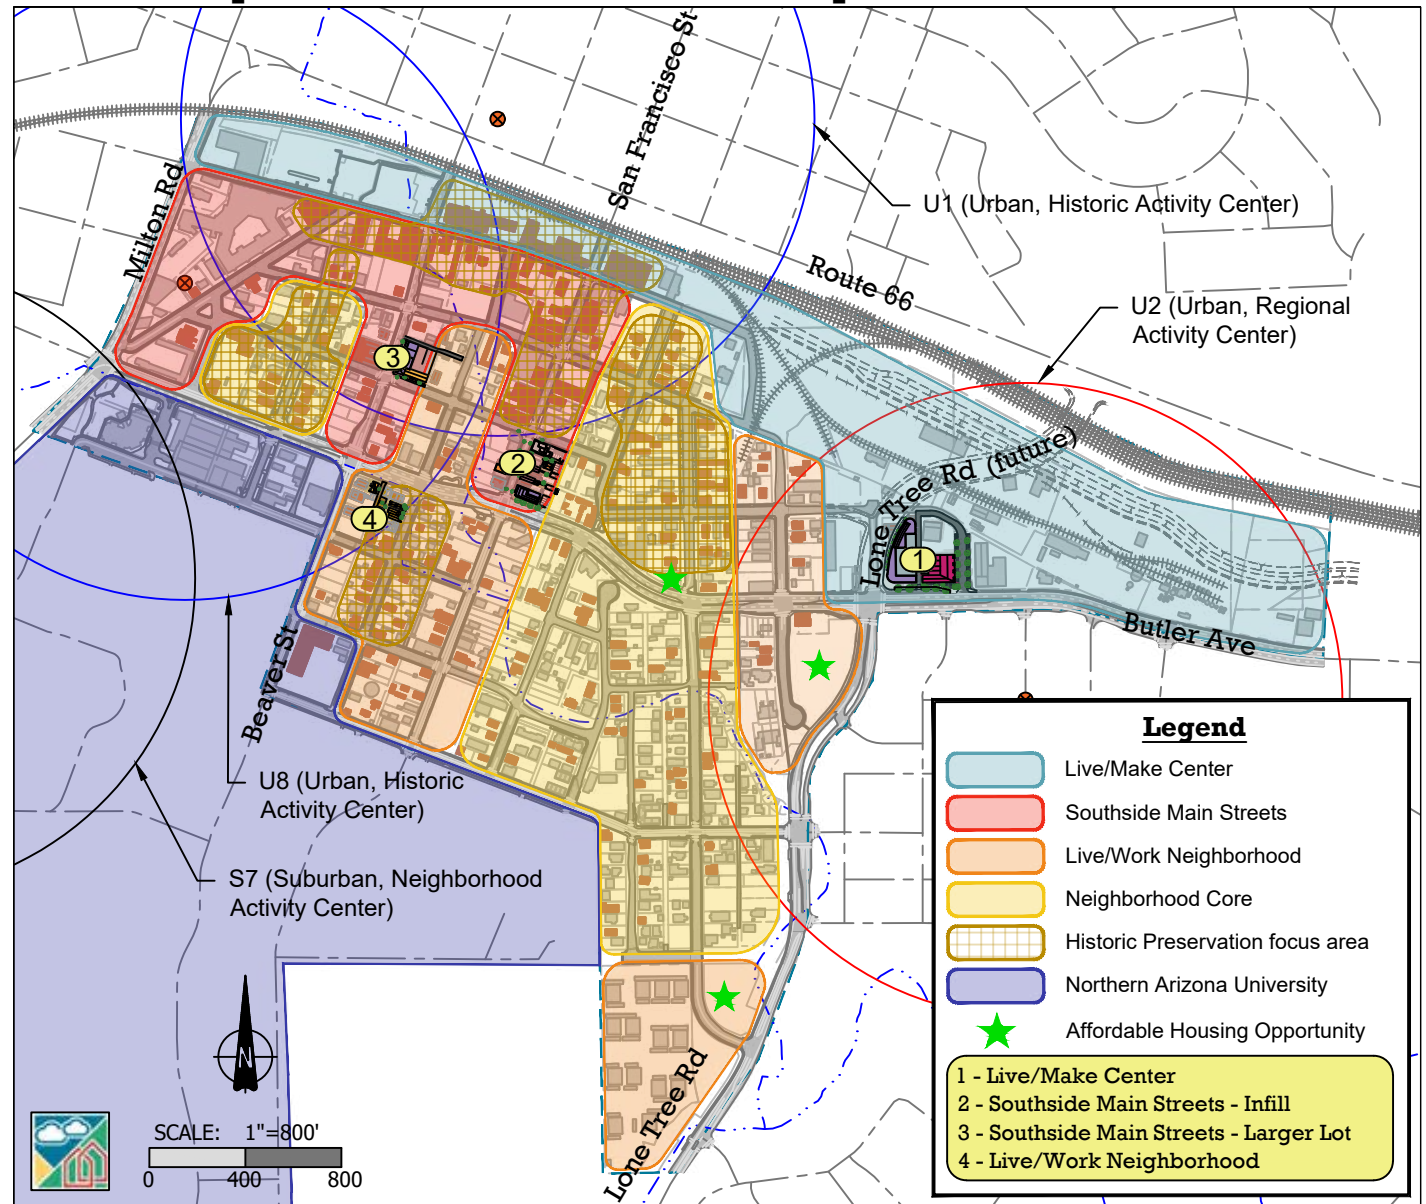 San Francisco St
Milton Rd
U1 (Urban, Historic Activity Center)
Route 66
U2 (Urban, Regional
Activity Center)
3
2
4
Lone Tree Rd (future)
1
Butler Ave
Beaver St
U8 (Urban, Historic
Activity Center)
S7 (Suburban, Neighborhood
Activity Center)
Lone Tree Rd
N
SCALE: 1"=800'
0 400 800
Legend
Live/Make Center
Southside Main Streets
Live/Work Neighborhood
Neighborhood Core
Historic Preservation focus area
Northern Arizona University
Affordable Housing Opportunity
1 - Live/Make Center
2 - Southside Main Streets - Infill
3 - Southside Main Streets - Larger Lot
4 - Live/Work Neighborhood